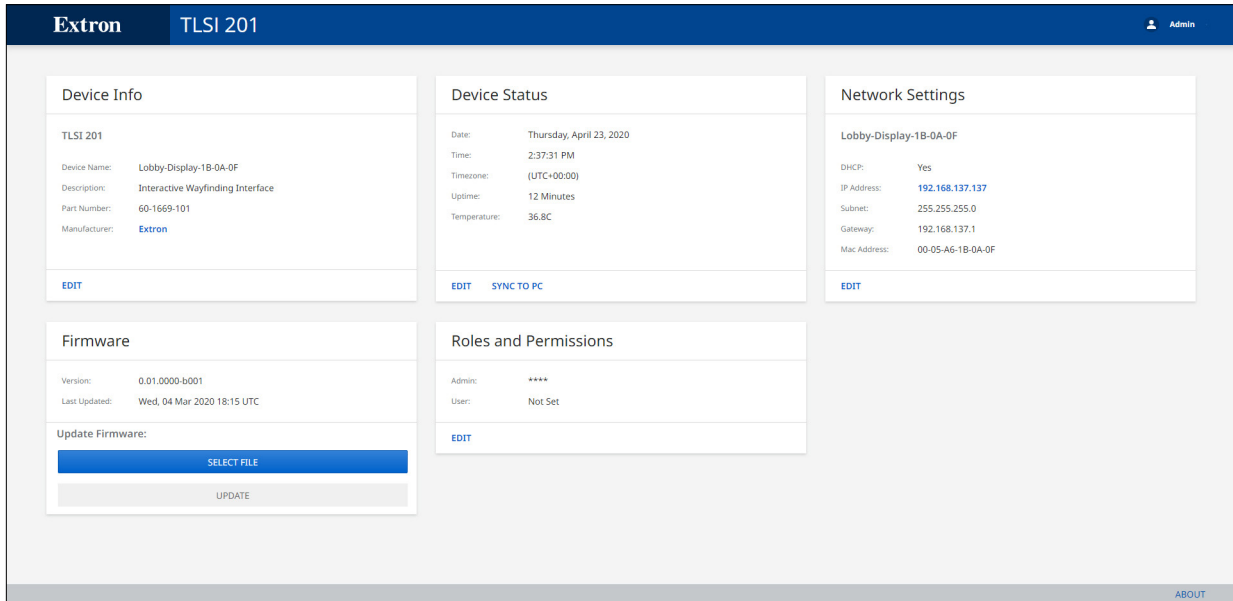 Extron
TLSI 201
Admin
Device Info
TLSI 201
Device Name: Lobby-Display-1B-0A-0F
Description: Interactive Wayfinding Interface
Part Number: 60-1669-101
Manufacturer: Extron
EDIT
Device Status
Date: Thursday, April 23, 2020
Time: 2:37:31 PM
Timezone: (UTC+00:00)
Uptime: 12 Minutes
Temperature: 36.8C
EDIT SYNC TO PC
Network Settings
Lobby-Display-1B-0A-0F
DHCP: Yes
IP Address: 192.168.137.137
Subnet: 255.255.255.0
Gateway: 192.168.137.1
Mac Address: 00-05-A6-1B-0A-0F
EDIT
Firmware
Version: 0.01.0000-b001
Last Updated: Wed, 04 Mar 2020 18:15 UTC
Update Firmware:
SELECT FILE
UPDATE
Roles and Permissions
Admin: ****
User: Not Set
EDIT
ABOUT